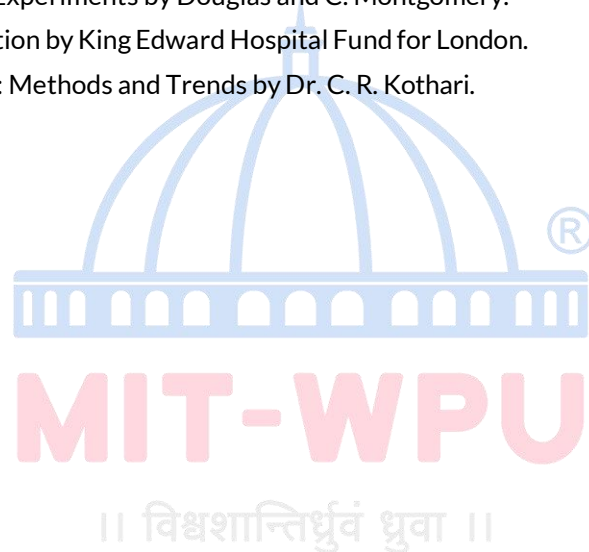 Experiments by Douglas and C. Montgomery.
tion by King Edward Hospital Fund for London.
: Methods and Trends by Dr. C. R. Kothari.
®
MIT-WPU
।। विश्वशान्तिर्ध्रुवं ध्रुवा ।।